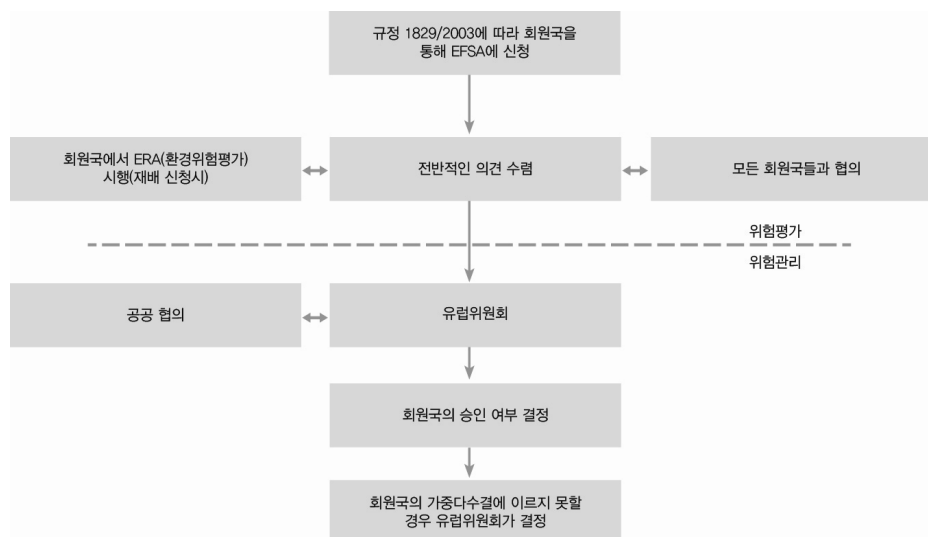 규정 1829/2003에 따라 회원국을
통해 EFSA에 신청
회원국에서 ERA(환경위험평가)
시행(재배 신청시)
전반적인 의견 수렴
모든 회원국들과 협의
위험평가
위험관리
공공 협의
유럽위원회
회원국의 승인 여부 결정
회원국의 가중다수결에 이르지 못할
경우 유럽위원회가 결정